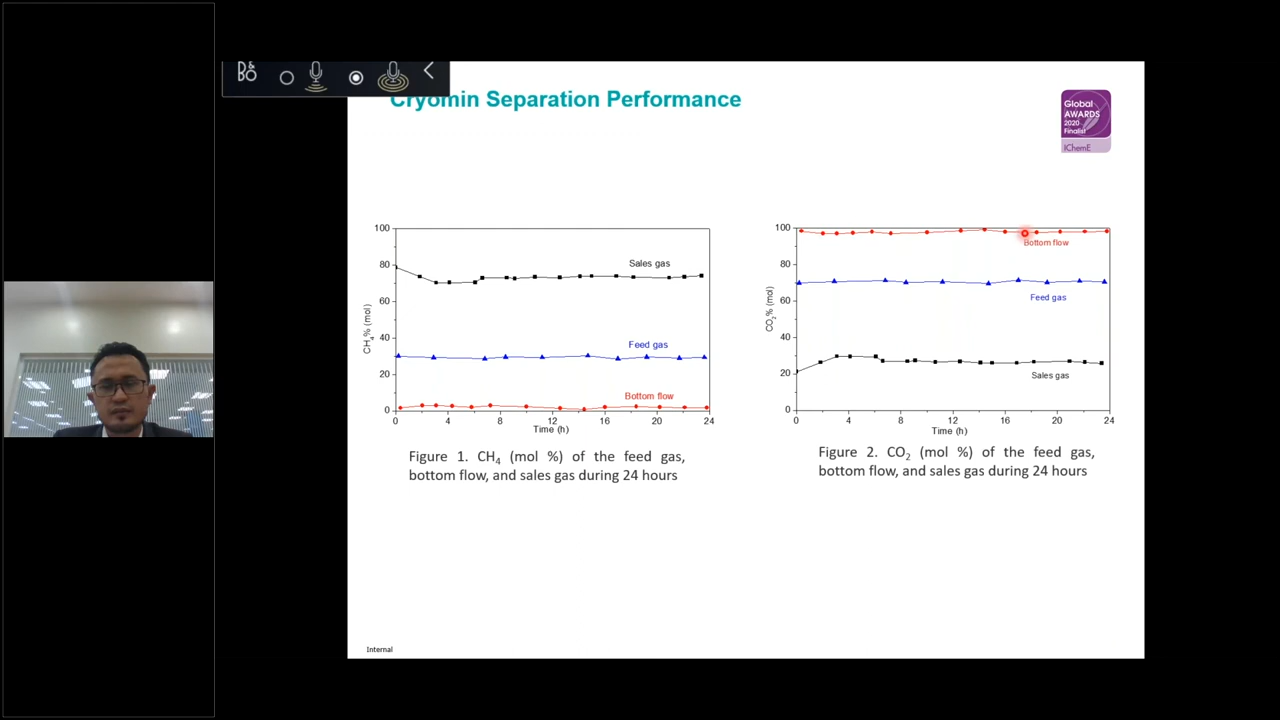 D&BO
Cryomin Separation Performance
Global
AWARDS
2020
Finalist
IChemE
100
80
60
40
20
0
CH4% (mol)
Sales gas
Feed gas
Bottom flow
0 4 8 12 16 20 24
Time (h)
Figure 1. CH4 (mol %) of the feed gas,
bottom flow, and sales gas during 24 hours
100
80
60
40
20
0
CO2% (mol)
Bottom flow
Feed gas
Sales gas
0 4 8 12 16 20 24
Time (h)
Figure 2. CO2 (mol %) of the feed gas,
bottom flow, and sales gas during 24 hours
Internal